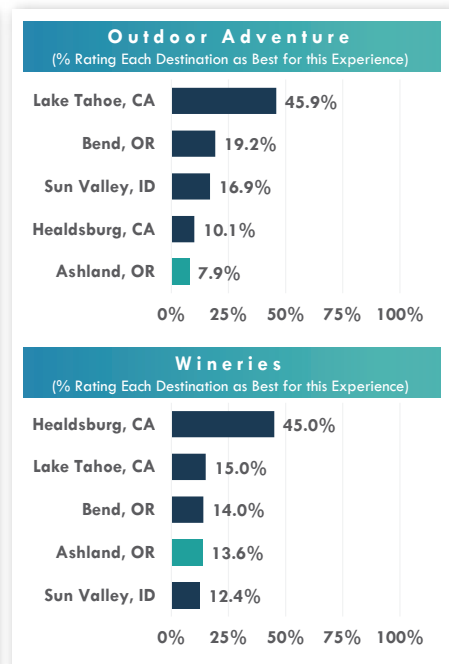 Outdoor Adventure
(% Rating Each Destination as Best for this Experience)
Lake Tahoe, CA 45.9%
Bend, OR 19.2%
Sun Valley, ID 16.9%
Healdsburg, CA 10.1%
Ashland, OR 7.9%
0% 25% 50% 75% 100%
Wineries
(% Rating Each Destination as Best for this Experience)
Healdsburg, CA 45.0%
Lake Tahoe, CA 15.0%
Bend, OR 14.0%
Ashland, OR 13.6%
Sun Valley, ID 12.4%
0% 25% 50% 75% 100%